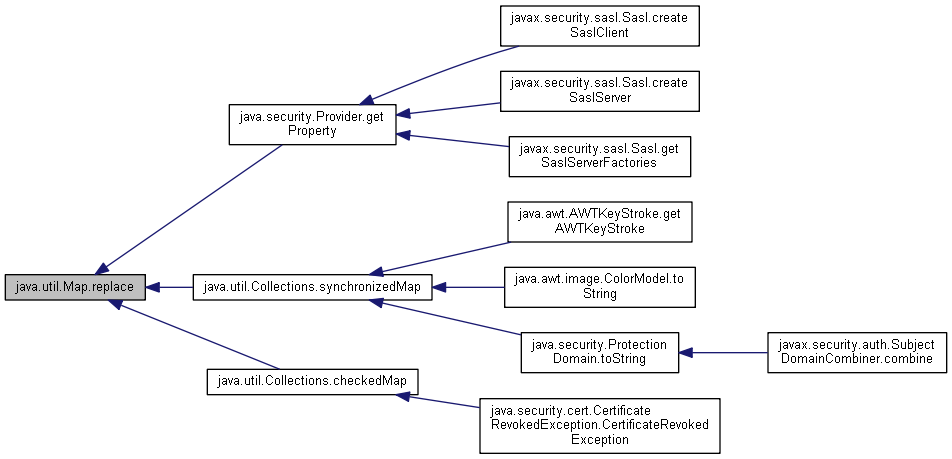 javax.security.sasl.Sasl.create
SaslClient
javax.security.sasl.Sasl.create
SaslServer
java.security.Provider.get
Property
javax.security.sasl.Sasl.get
SaslServerFactories
java.awt.AWTKeyStroke.get
AWTKeyStroke
java.util.Map.replace
java.util.Collections.synchronizedMap
java.awt.image.ColorModel.to
String
java.security.Protection
Domain.toString
javax.security.auth.Subject
DomainCombiner.combine
java.util.Collections.checkedMap
java.security.cert.Certificate
RevokedException.CertificateRevoked
Exception